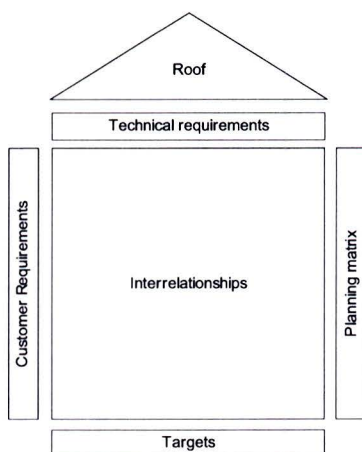 Roof
Technical requirements
Customer Requirements
Interrelationships
Planning matrix
Targets